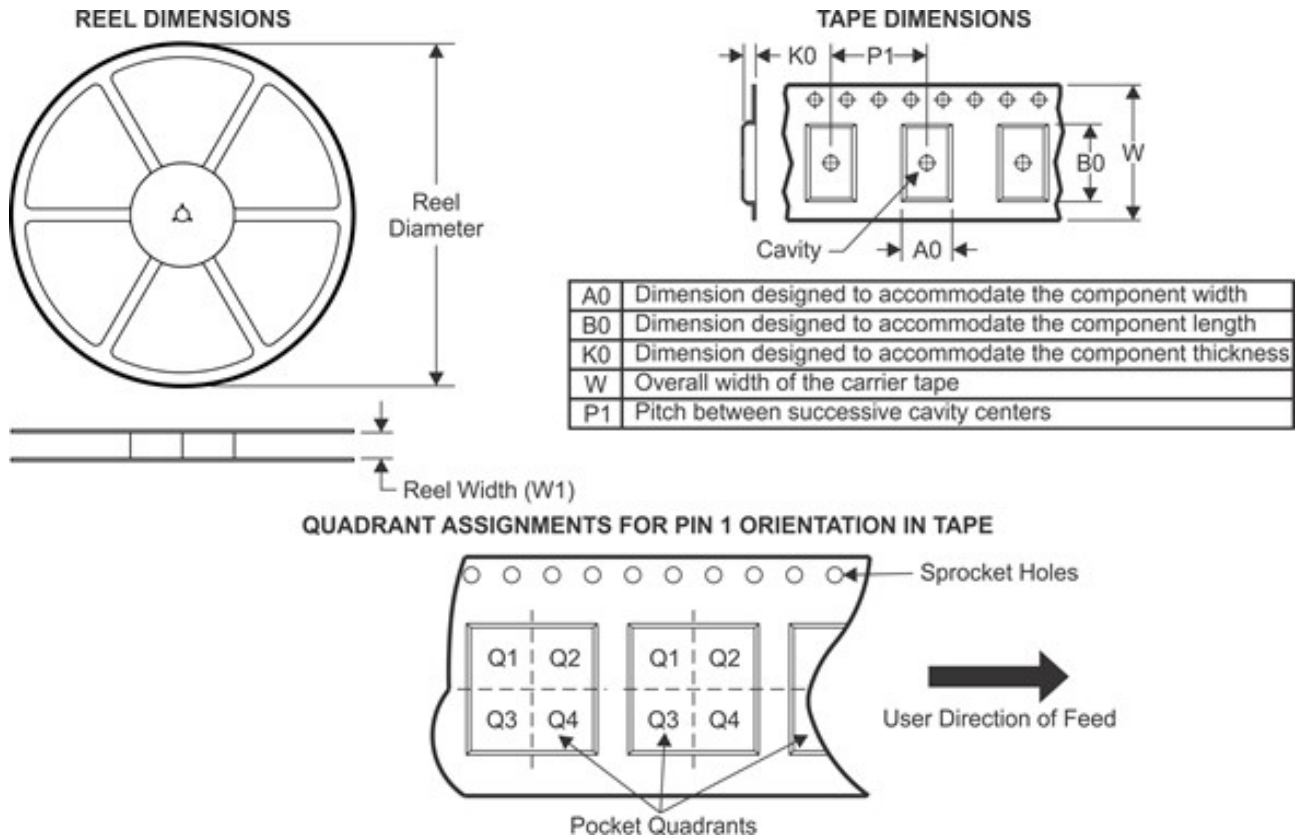 REEL DIMENSIONS
Reel
Diameter
Reel Width (W1)
TAPE DIMENSIONS
K0
P1
B0
W
Cavity
A0
A0 Dimension designed to accommodate the component width
B0 Dimension designed to accommodate the component length
K0 Dimension designed to accommodate the component thickness
W Overall width of the carrier tape
P1 Pitch between successive cavity centers
QUADRANT ASSIGNMENTS FOR PIN 1 ORIENTATION IN TAPE
Sprocket Holes
Q1 Q2 Q1 Q2
Q3 Q4 Q3 Q4
User Direction of Feed
Pocket Quadrants